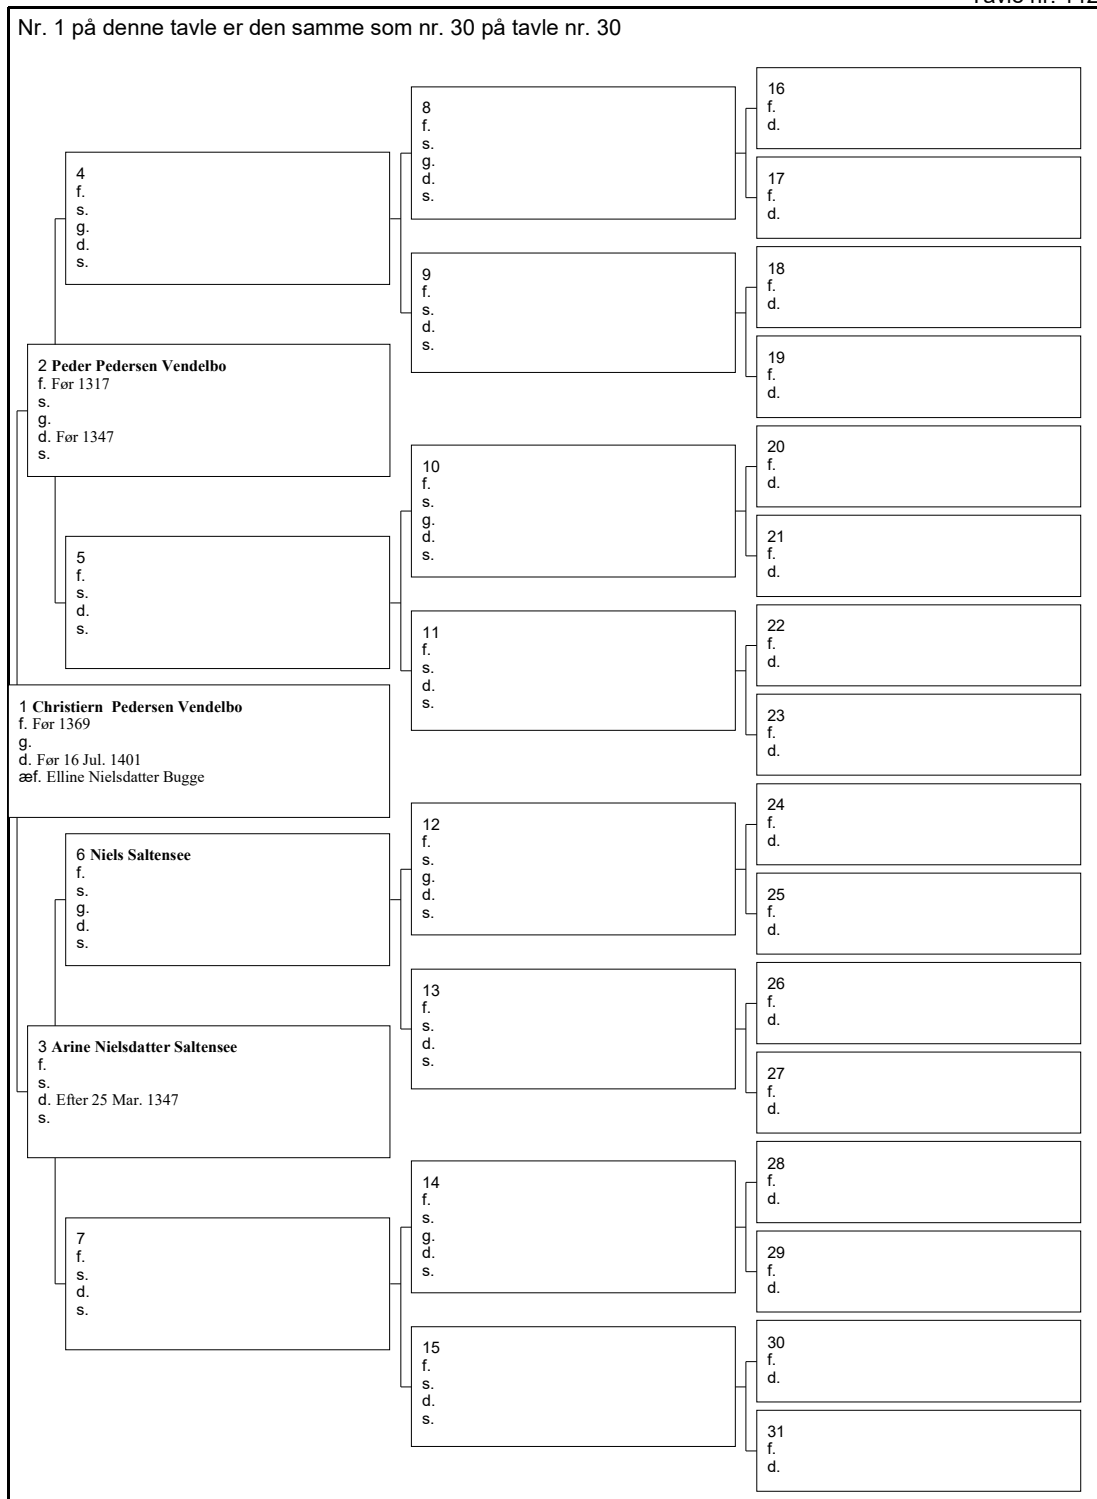 Nr. 1 på denne tavle er den samme som nr. 30 på tavle nr. 30
16
f.
d.
8
f.
s.
g.
d.
s.
17
f.
d.
4
f.
s.
g.
d.
s.
18
f.
d.
9
f.
s.
d.
s.
19
f.
d.
2 Peder Pedersen Vendelbo
f. Før 1317
s.
g.
d. Før 1347
s.
20
f.
d.
10
f.
s.
g.
d.
s.
21
f.
d.
5
f.
s.
d.
s.
22
f.
d.
11
f.
s.
d.
s.
23
f.
d.
1 Christiern  Pedersen Vendelbo
f. Før 1369
g.
d. Før 16 Jul. 1401
æf. Elline Nielsdatter Bugge
24
f.
d.
12
f.
s.
g.
d.
s.
25
f.
d.
6 Niels Saltensee
f.
s.
g.
d.
s.
26
f.
d.
13
f.
s.
d.
s.
27
f.
d.
3 Arine Nielsdatter Saltensee
f.
s.
d. Efter 25 Mar. 1347
s.
28
f.
d.
14
f.
s.
g.
d.
s.
29
f.
d.
7
f.
s.
d.
s.
30
f.
d.
15
f.
s.
d.
s.
31
f.
d.